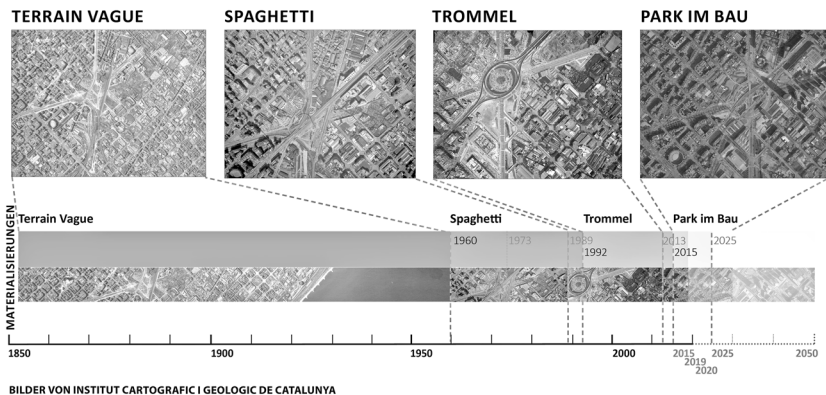 TERRAIN VAGUE
SPAGHETTI
TROMMEL
PARK IM BAU
MATERIALISIERUNGEN
Terrain Vague
Spaghetti
Trommel
Park im Bau
1960
1973
1989
2013
2025
1992
2015
1850
1900
1950
2000
2015
2025
2050
2019
2020
BILDER VON INSTITUT CARTOGRAFIC I GEOLOGIC DE CATALUNYA